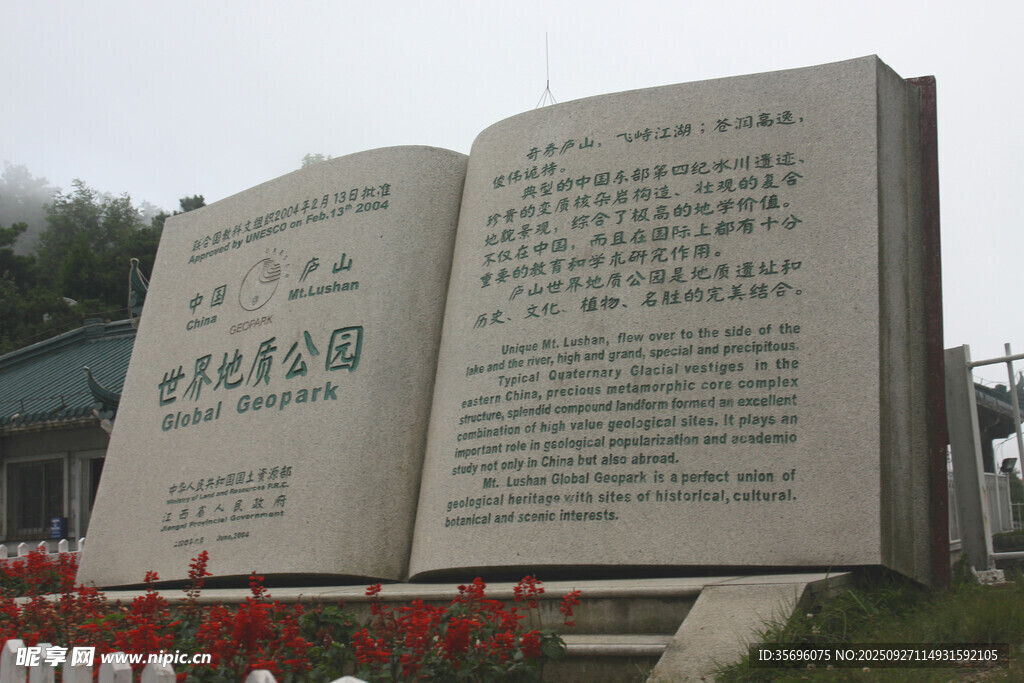 联合国教科文组织2004年2月13日批准
Approved by UNESCO on Feb.13th 2004
中国
China
庐山
Mt.Lushan
GEOPARK
世界地质公园
Global Geopark
中华人民共和国国土资源部
Ministry of Land and Resources P.R.C.
江西省人民政府
Jiangxi Provincial Government
June,2004
奇秀庐山，飞峙江湖；苍润高逸，
俊伟诡特。
典型的中国东部第四纪冰川遗迹、
珍贵的变质核杂岩构造、壮观的复合
地貌景观，综合了极高的地学价值。
不仅在中国，而且在国际上都有十分
重要的教育和学术研究作用。
庐山世界地质公园是地质遗址和
历史、文化、植物、名胜的完美结合。
Unique Mt. Lushan, flew over to the side of the
lake and the river, high and grand, special and precipitous.
Typical Quaternary Glacial vestiges in the
eastern China, precious metamorphic core complex
structure, splendid compound landform formed an excellent
combination of high value geological sites. It plays an
important role in geological popularization and academio
study not only in China but also abroad.
Mt. Lushan Global Geopark is a perfect union of
geological heritage with sites of historical, cultural.
botanical and scenic interests.
昵享网 www.nipic.cn
ID:35696075 NO:20250927114931592105